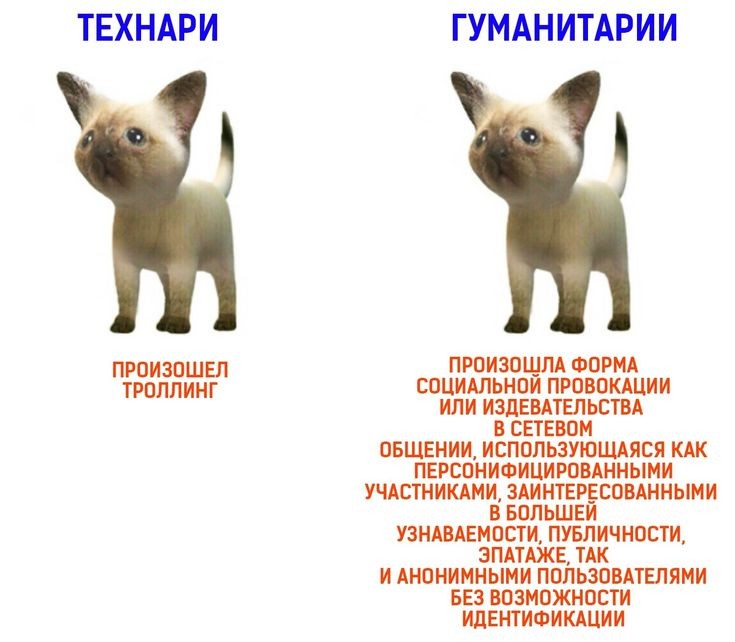 ТЕХНАРИ
ГУМАНИТАРИИ
ПРОИЗОШЕЛ
ТРОЛЛИНГ
ПРОИЗОШЛА ФОРМА
СОЦИАЛЬНОЙ ПРОВОКАЦИИ
ИЛИ ИЗДЕВАТЕЛЬСТВА
В СЕТЕВОМ
ОБЩЕНИИ, ИСПОЛЬЗУЮЩАЯСЯ КАК
ПЕРСОНИФИЦИРОВАННЫМИ
УЧАСТНИКАМИ, ЗАИНТЕРЕСОВАННЫМИ
В БОЛЬШЕЙ
УЗНАВАЕМОСТИ, ПУБЛИЧНОСТИ,
ЭПАТАЖЕ, ТАК
И АНОНИМНЫМИ ПОЛЬЗОВАТЕЛЯМИ
БЕЗ ВОЗМОЖНОСТИ
ИДЕНТИФИКАЦИИ